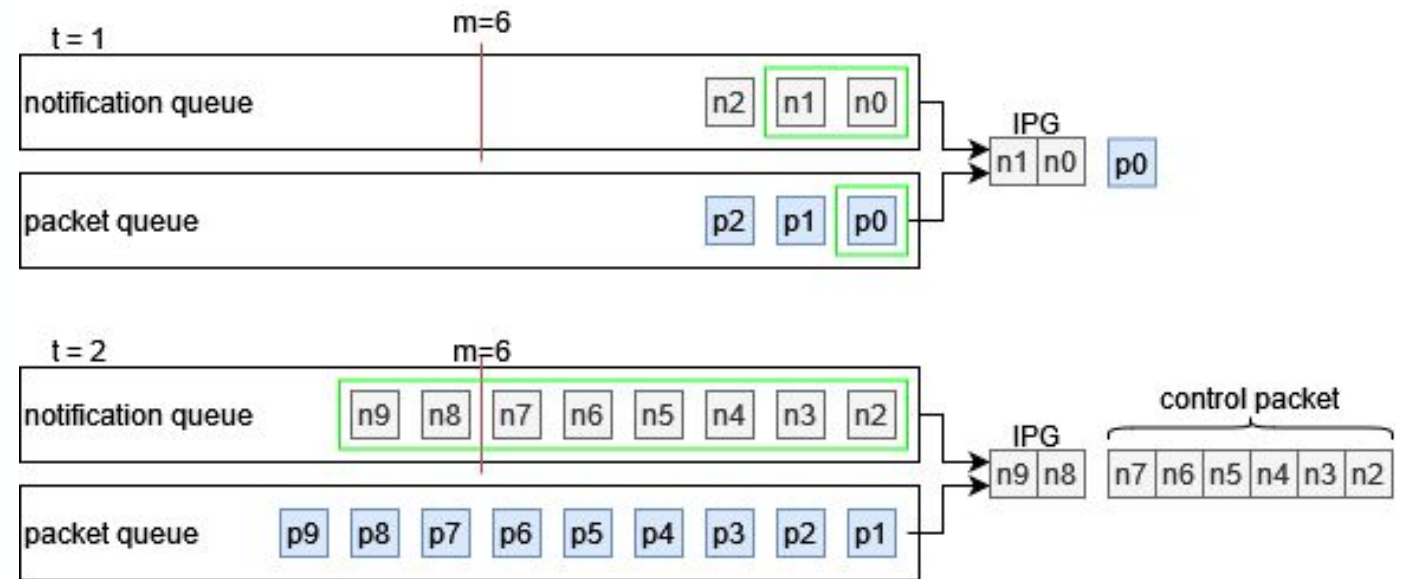 t = 1
m=6
notification queue
n2 n1 n0
IPG
n1 n0 p0
packet queue
p2 p1 p0
t = 2
m=6
notification queue
n9 n8 n7 n6 n5 n4 n3 n2
control packet
IPG
n9 n8 n7 n6 n5 n4 n3 n2
packet queue
p9 p8 p7 p6 p5 p4 p3 p2 p1